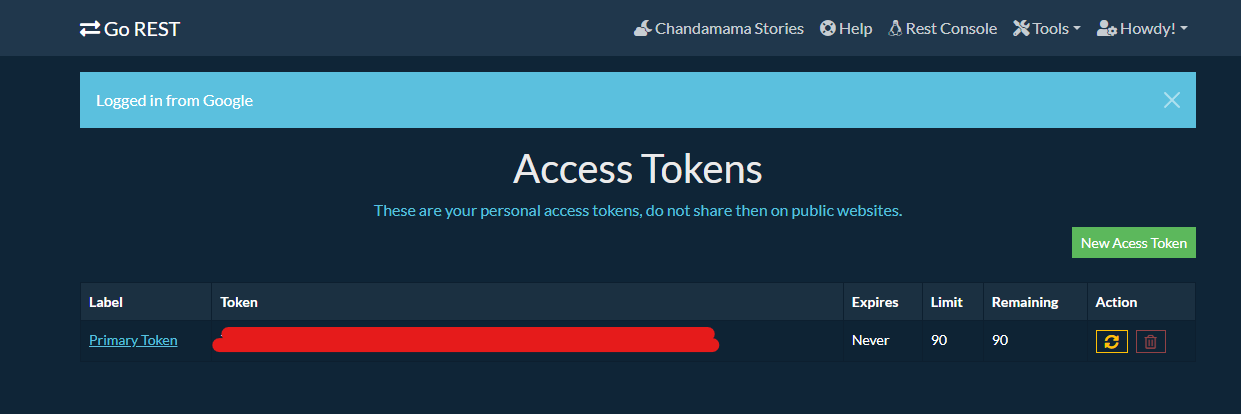 Go REST Chandamama Stories Help Rest Console Tools Howdy!
Logged in from Google
Access Tokens
These are your personal access tokens, do not share then on public websites.
New Acess Token
Label Token Expires Limit Remaining Action
Primary Token Never 90 90